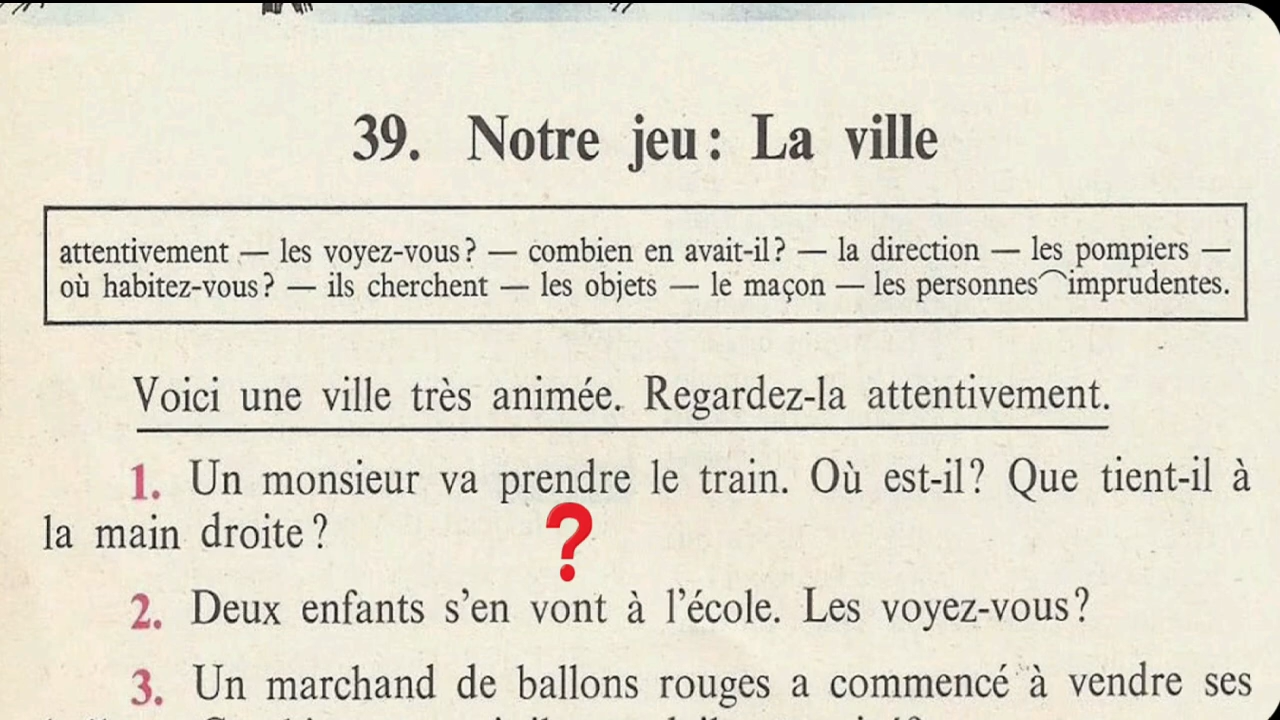 39. Notre jeu : La ville
attentivement — les voyez-vous ? — combien en avait-il ? — la direction — les pompiers —
où habitez-vous ? — ils cherchent — les objets — le maçon — les personnes‿imprudentes.
Voici une ville très animée. Regardez-la attentivement.
1. Un monsieur va prendre le train. Où est-il ? Que tient-il à
la main droite ?
❓
2. Deux enfants s'en vont à l'école. Les voyez-vous ?
3. Un marchand de ballons rouges a commencé à vendre ses